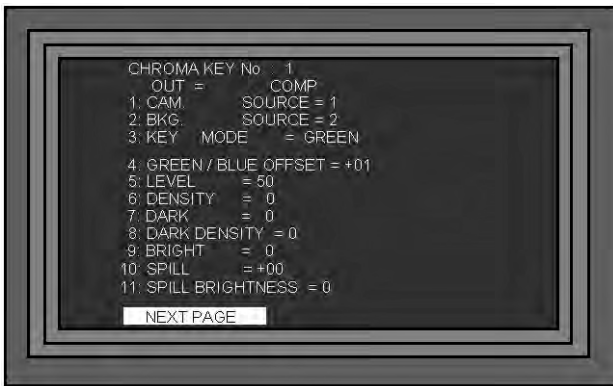 CHROMA KEY No 1
OUT = COMP
1: CAM. SOURCE = 1
2: BKG. SOURCE = 2
3: KEY MODE = GREEN
4: GREEN / BLUE OFFSET = +01
5: LEVEL = 50
6: DENSITY = 0
7: DARK = 0
8: DARK DENSITY = 0
9: BRIGHT = 0
10: SPILL = +00
11: SPILL BRIGHTNESS = 0
NEXT PAGE